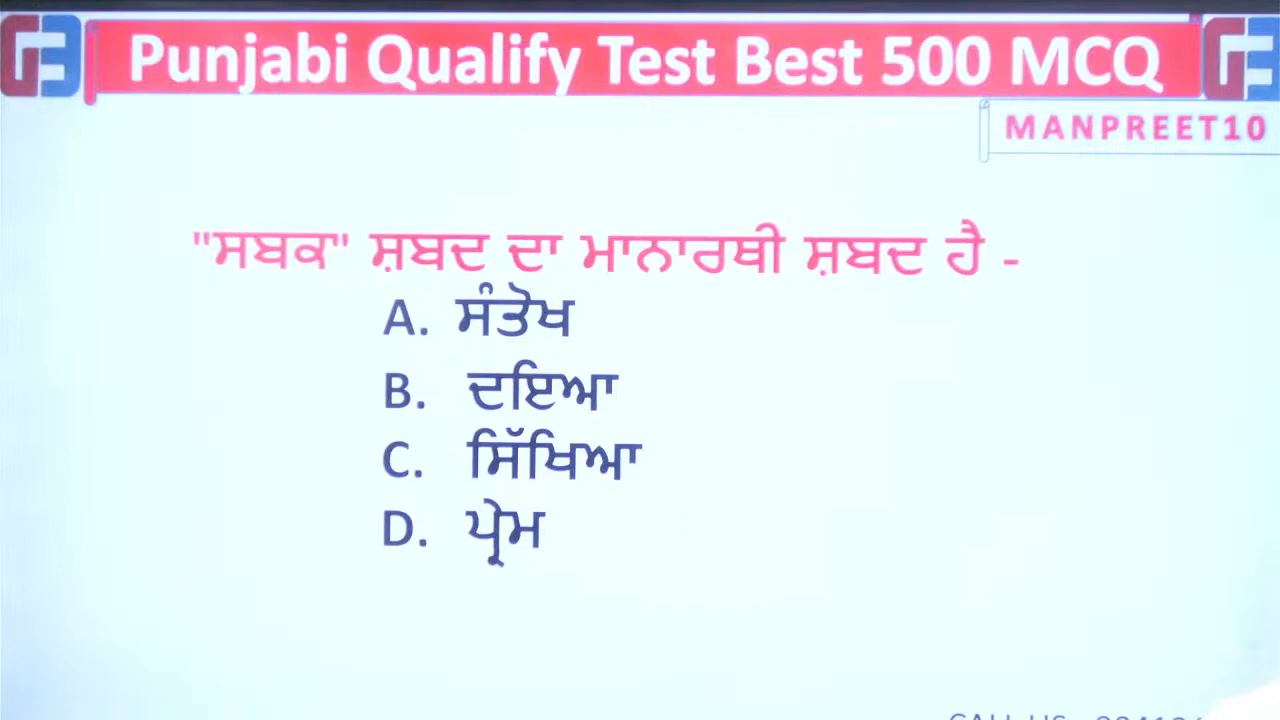 Punjabi Qualify Test Best 500 MCQ
MANPREET10
"ਸਬਕ" ਸ਼ਬਦ ਦਾ ਮਾਨਾਰਥੀ ਸ਼ਬਦ ਹੈ -
A. ਸੰਤੋਖ
B. ਦਇਆ
C. ਸਿੱਖਿਆ
D. ਪ੍ਰੇਮ